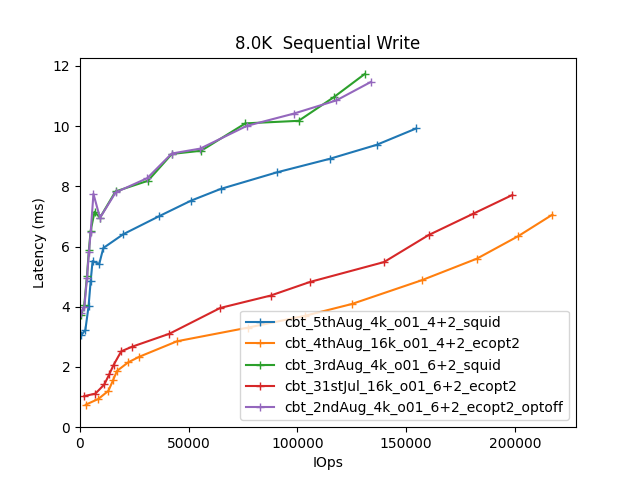 8.0K  Sequential Write
Latency (ms)
12
10
8
6
4
2
0
0 50000 100000 150000 200000
IOps
cbt_5thAug_4k_o01_4+2_squid
cbt_4thAug_16k_o01_4+2_ecopt2
cbt_3rdAug_4k_o01_6+2_squid
cbt_31stJul_16k_o01_6+2_ecopt2
cbt_2ndAug_4k_o01_6+2_ecopt2_optoff